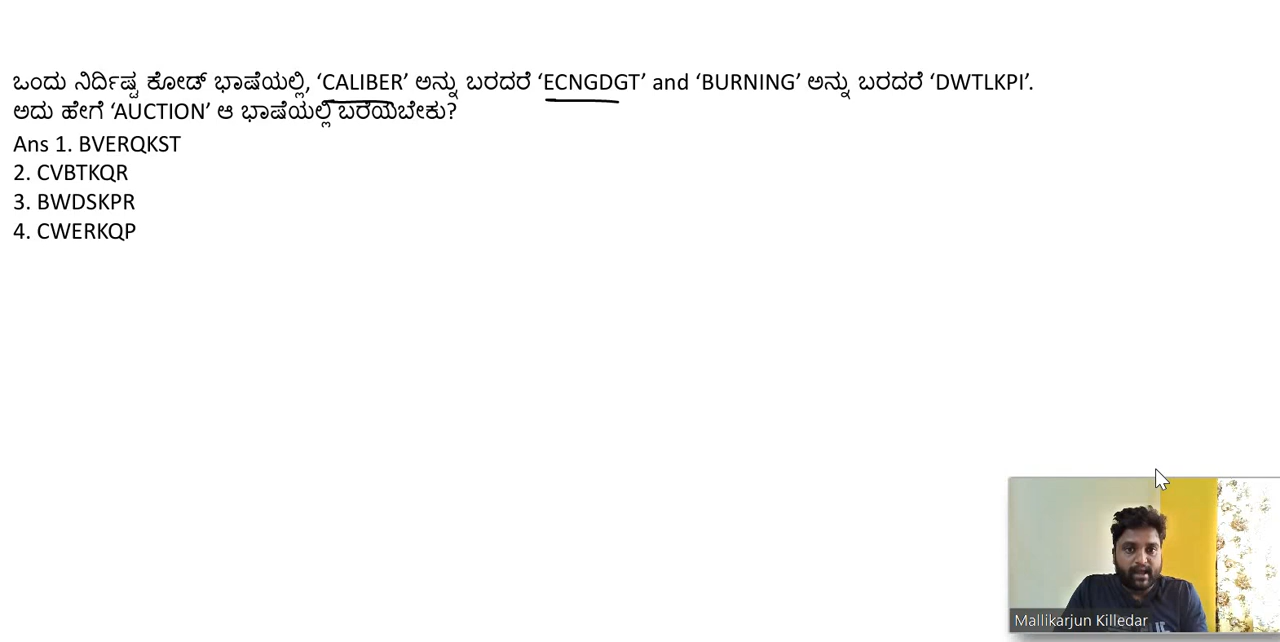 ಒಂದು ನಿರ್ದಿಷ್ಟ ಕೋಡ್ ಭಾಷೆಯಲ್ಲಿ, ‘CALIBER’ ಅನ್ನು ಬರದರೆ ‘ECNGDGT’ and ‘BURNING’ ಅನ್ನು ಬರದರೆ ‘DWTLKPI’.
ಅದು ಹೇಗೆ ‘AUCTION’ ಆ ಭಾಷೆಯಲ್ಲಿ ಬರೆಯಬೇಕು?
Ans 1. BVERQKST
2. CVBTKQR
3. BWDSKPR
4. CWERKQP
Mallikarjun Killedar